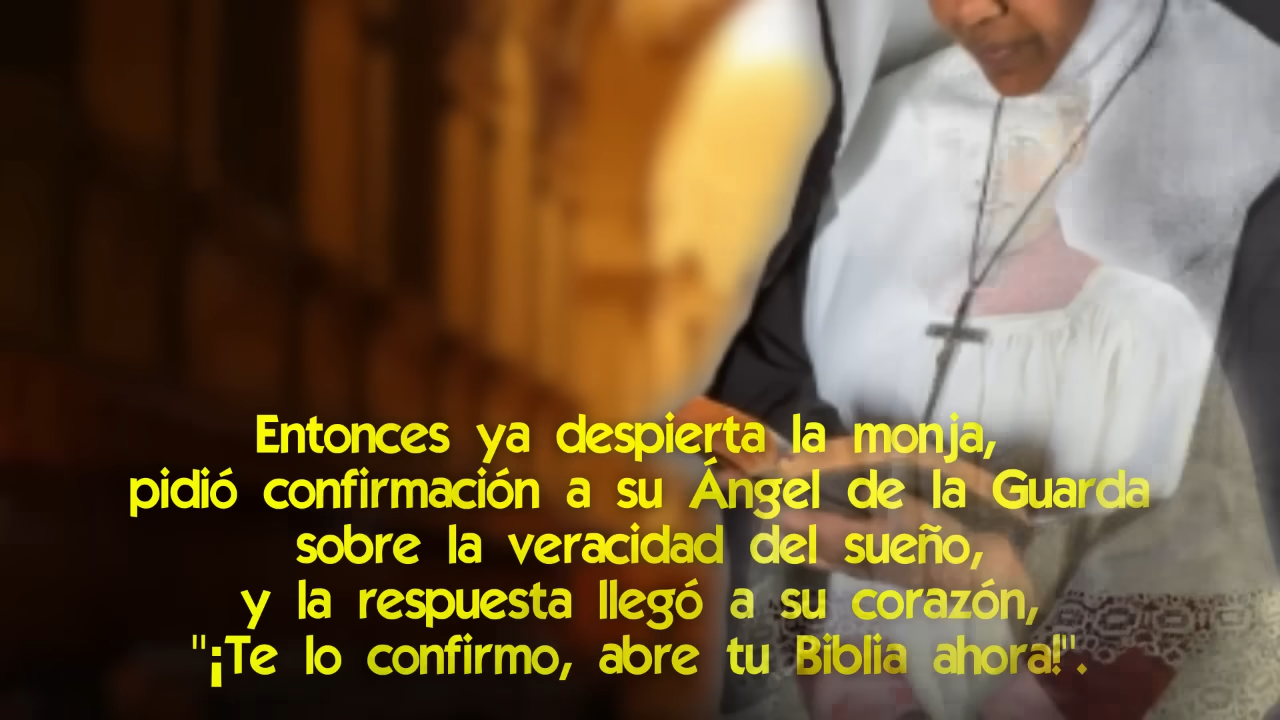 Entonces ya despierta la monja,
pidió confirmación a su Ángel de la Guarda
sobre la veracidad del sueño,
y la respuesta llegó a su corazón,
"¡Te lo confirmo, abre tu Biblia ahora!".